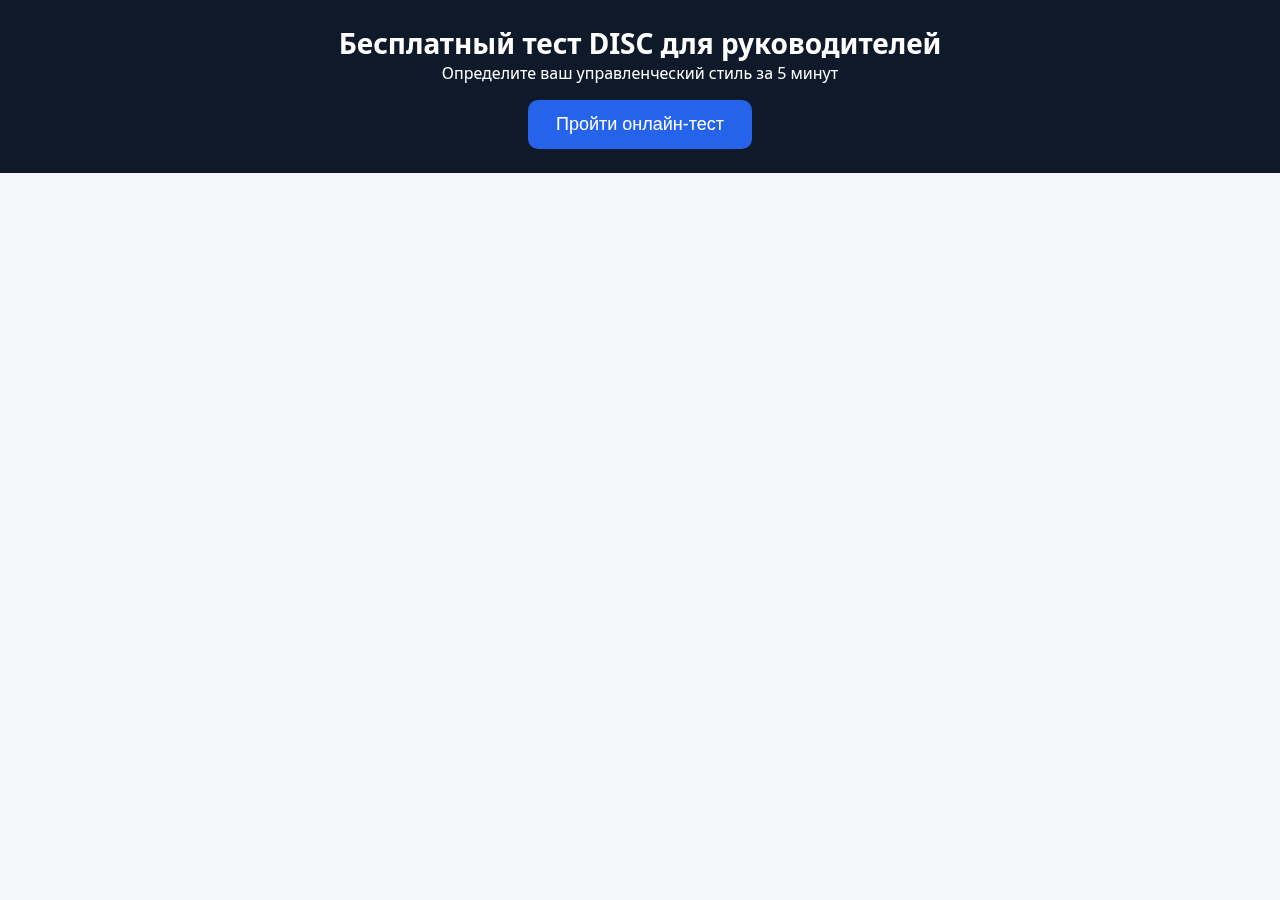 Бесплатный тест DISC для руководителей
Определите ваш управленческий стиль за 5 минут
Пройти онлайн-тест